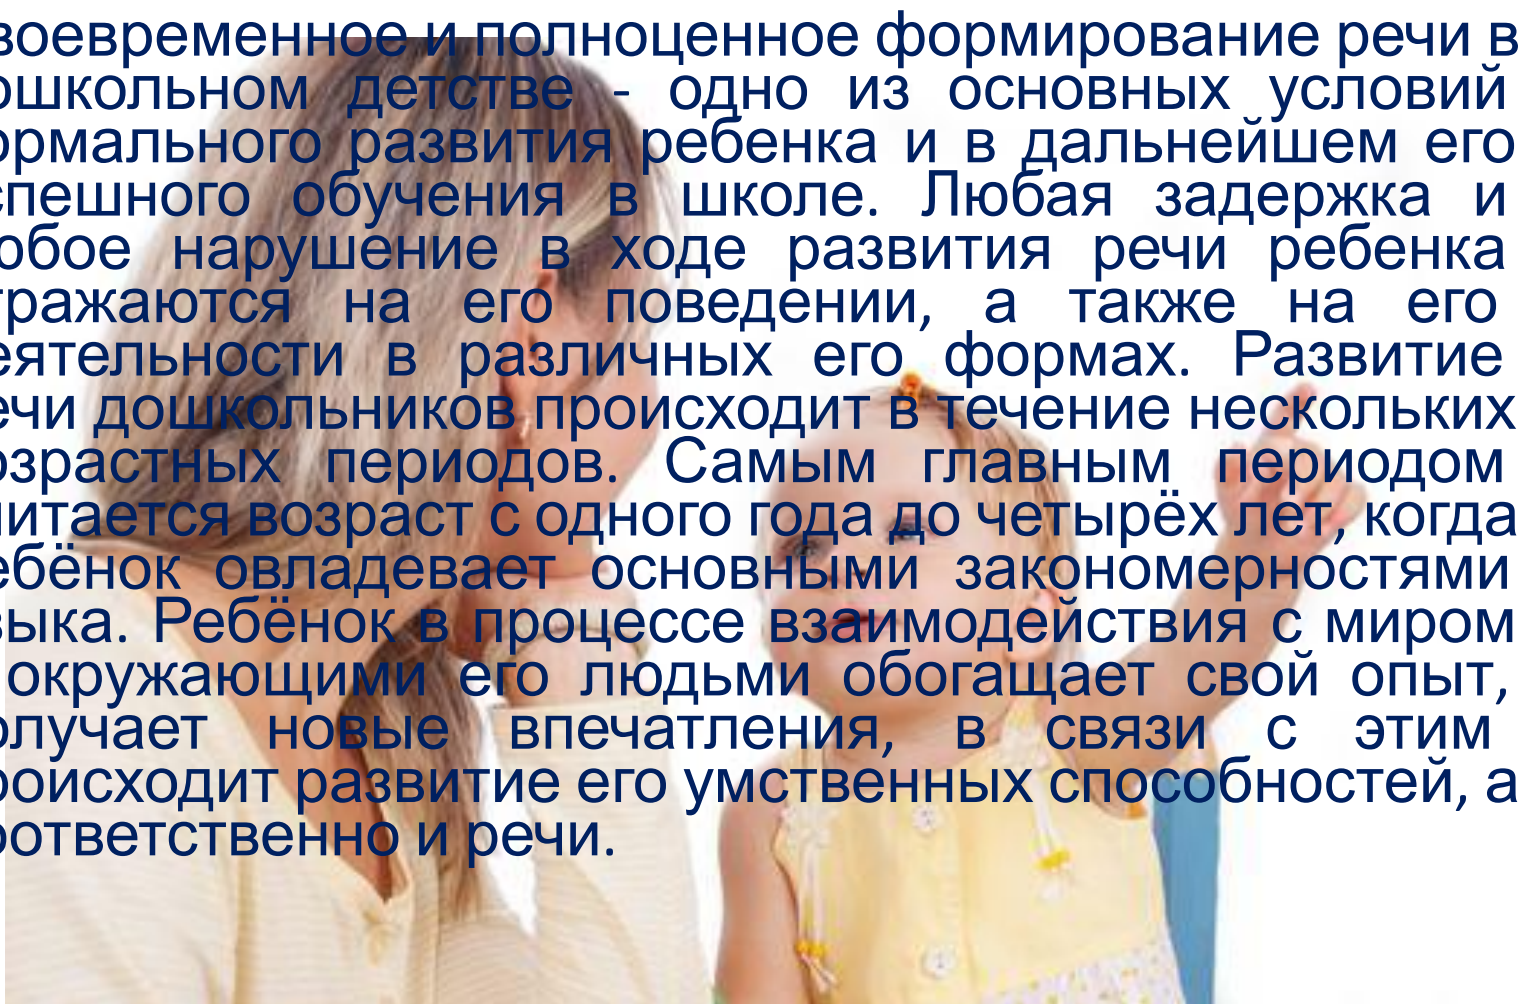 воевременное и полноценное формирование речи в
ошкольном детстве - одно из основных условий
ормального развития ребенка и в дальнейшем его
спешного обучения в школе. Любая задержка и
юбое нарушение в ходе развития речи ребенка
тражаются на его поведении, а также на его
еятельности в различных его формах. Развитие
ечи дошкольников происходит в течение нескольких
озрастных периодов. Самым главным периодом
читается возраст с одного года до четырёх лет, когда
ебёнок овладевает основными закономерностями
зыка. Ребёнок в процессе взаимодействия с миром
окружающими его людьми обогащает свой опыт,
олучает новые впечатления, в связи с этим
роисходит развитие его умственных способностей, а
оответственно и речи.